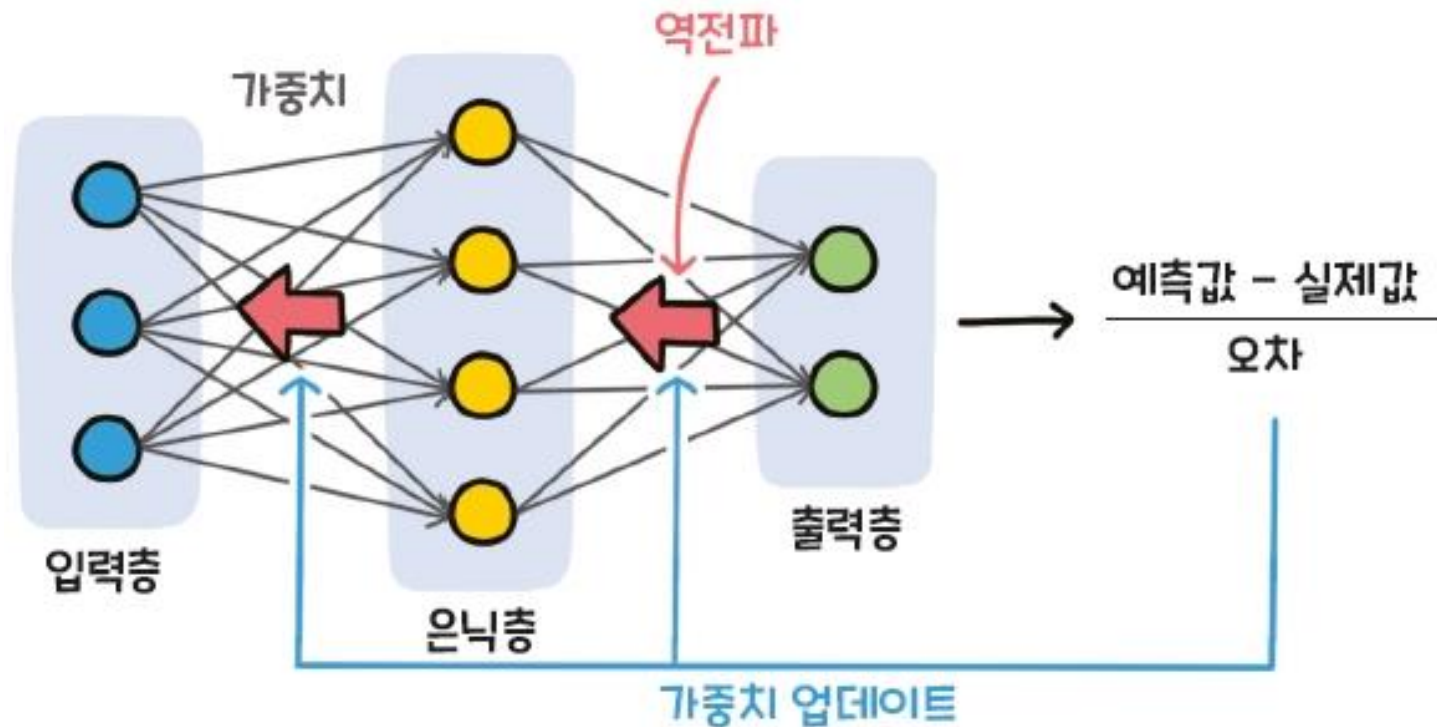 역전파
가중치
예측값 - 실제값
오차
입력층
은닉층
출력층
가중치 업데이트